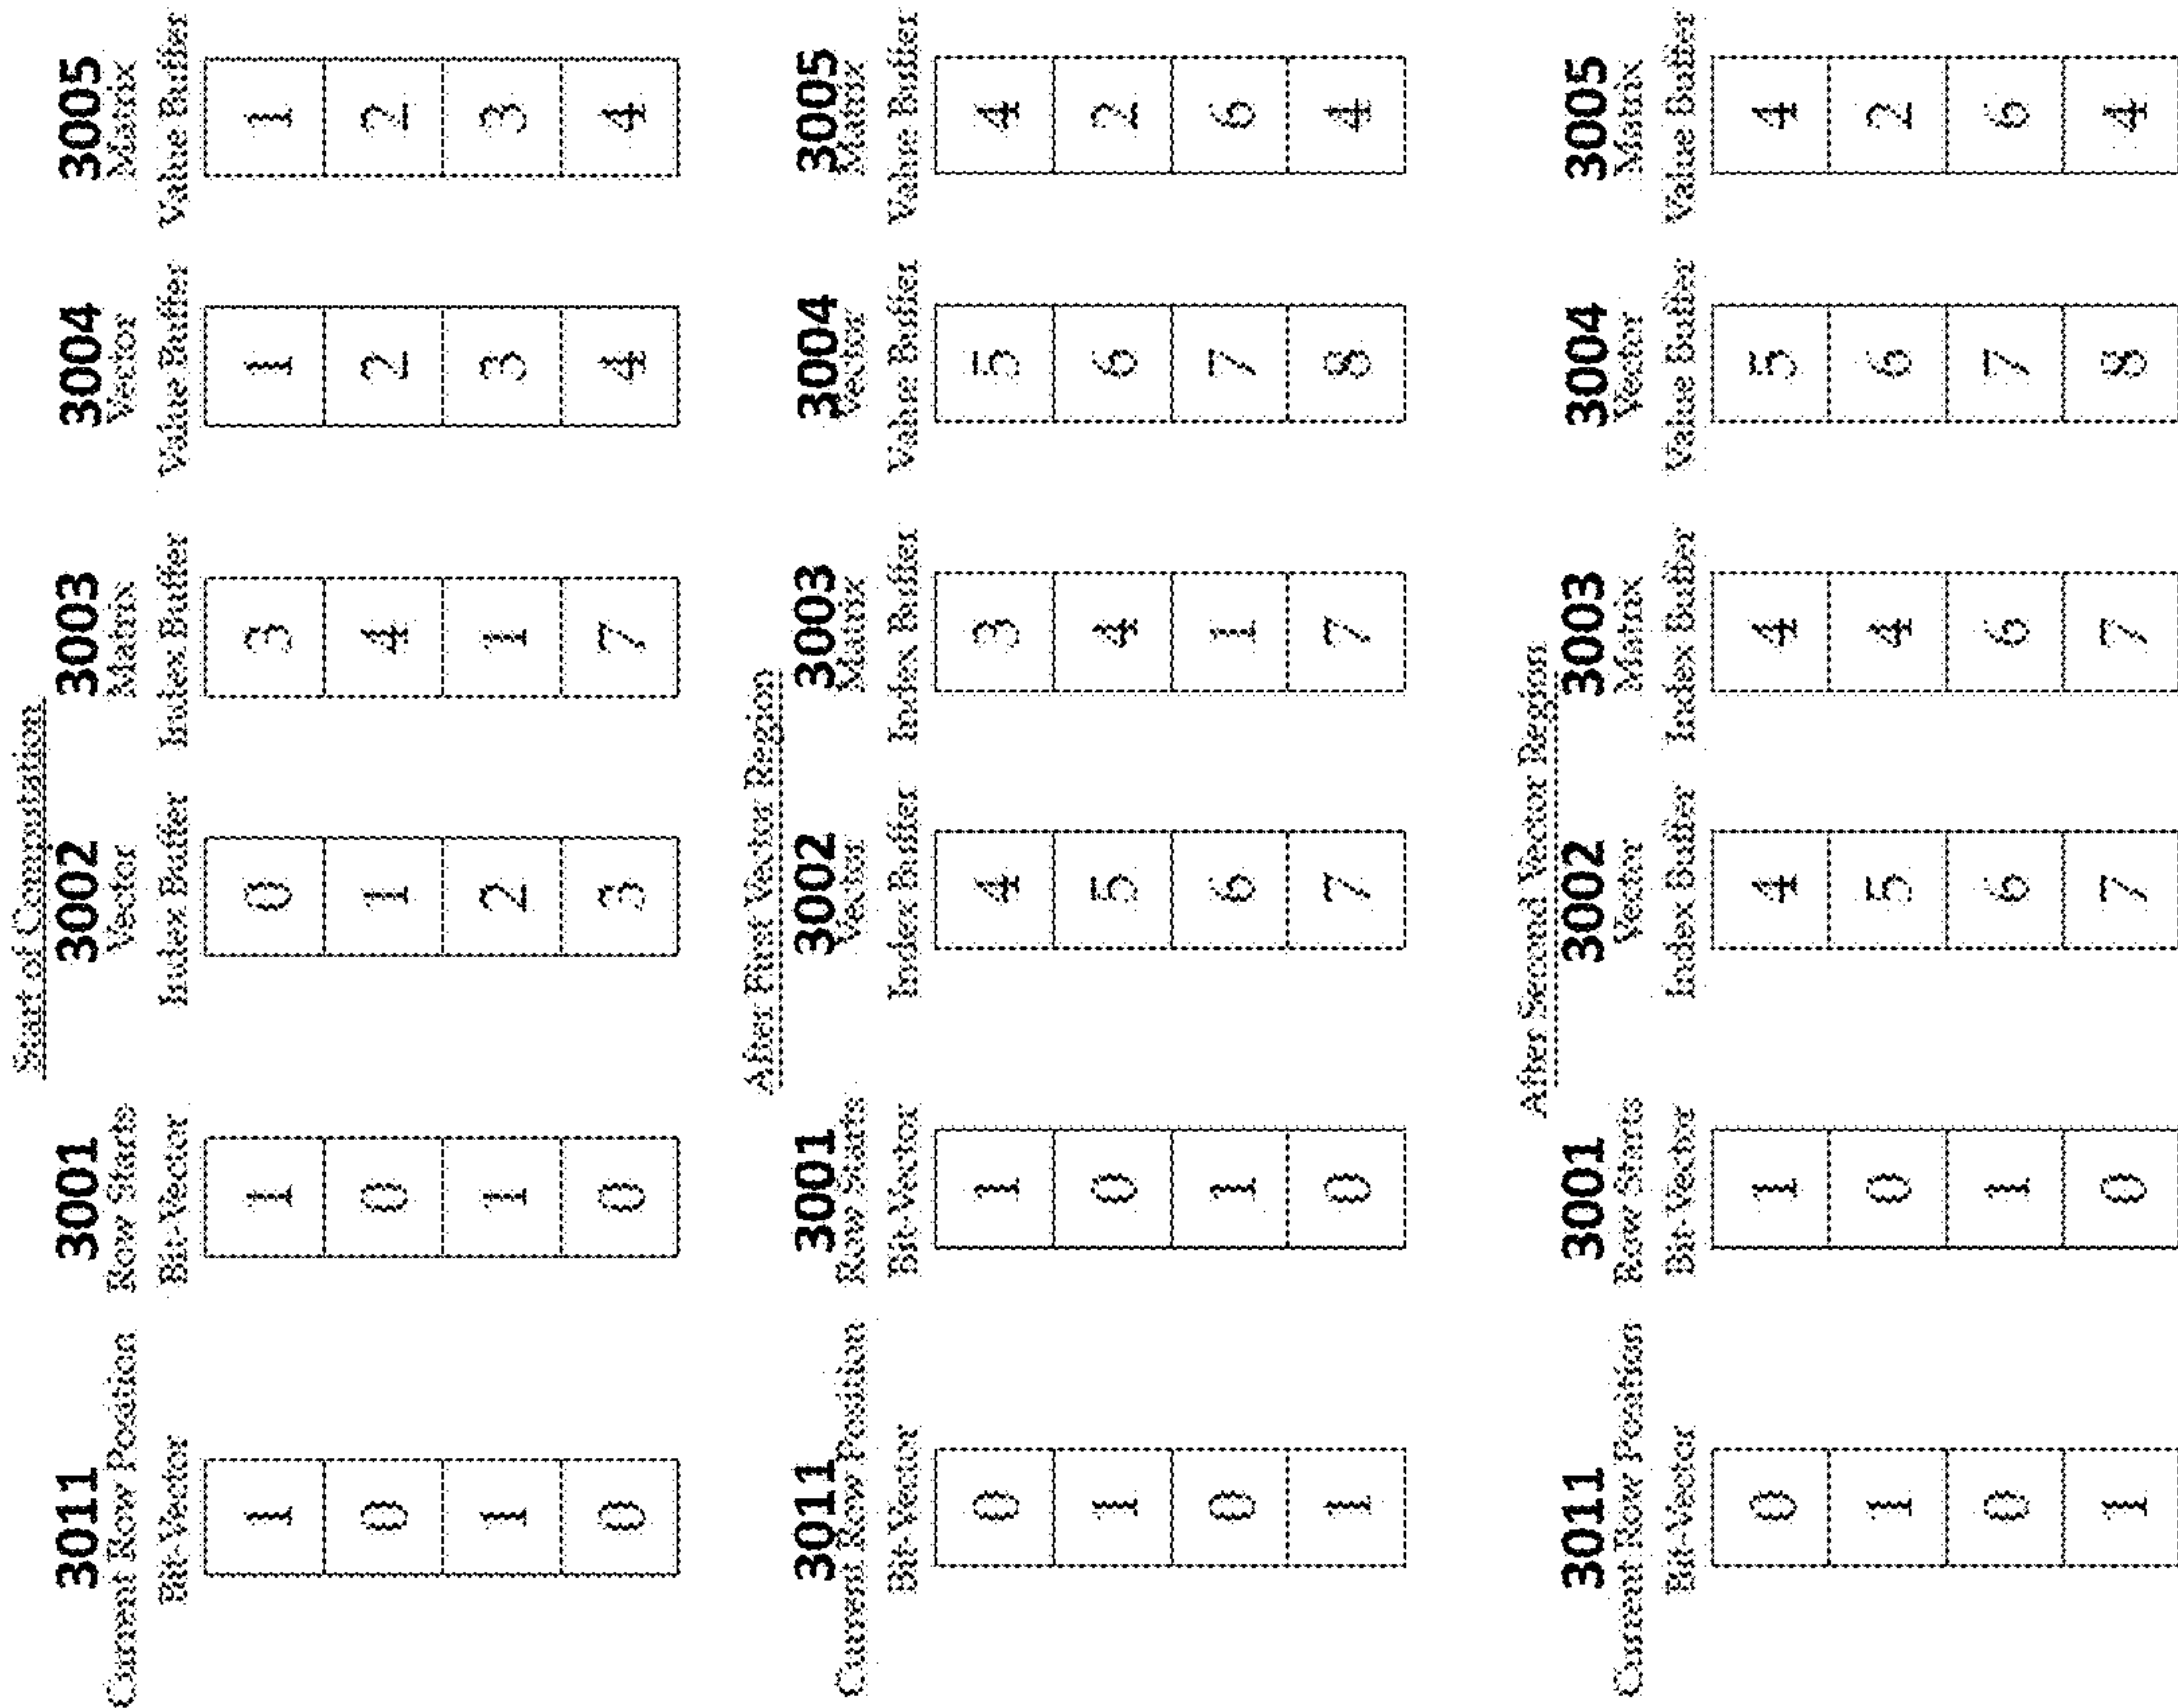 Start of Computation
3011 3001 3002 3003 3004 3005
Current Row Position Row Starts Vector Matrix Vector Matrix
Bit-Vector Bit-Vector Index Buffer Index Buffer Value Buffer Value Buffer
1 1 0 3 1 1
0 0 1 4 2 2
1 1 2 1 3 3
0 0 3 7 4 4
After First Vector Region
3011 3001 3002 3003 3004 3005
Current Row Position Row Starts Vector Matrix Vector Matrix
Bit-Vector Bit-Vector Index Buffer Index Buffer Value Buffer Value Buffer
0 1 4 3 5 4
1 0 5 4 6 2
0 1 6 1 7 6
1 0 7 7 8 4
After Second Vector Region
3011 3001 3002 3003 3004 3005
Current Row Position Row Starts Vector Matrix Vector Matrix
Bit-Vector Bit-Vector Index Buffer Index Buffer Value Buffer Value Buffer
0 1 4 4 5 4
1 0 5 4 6 2
0 1 6 6 7 6
1 0 7 7 8 4